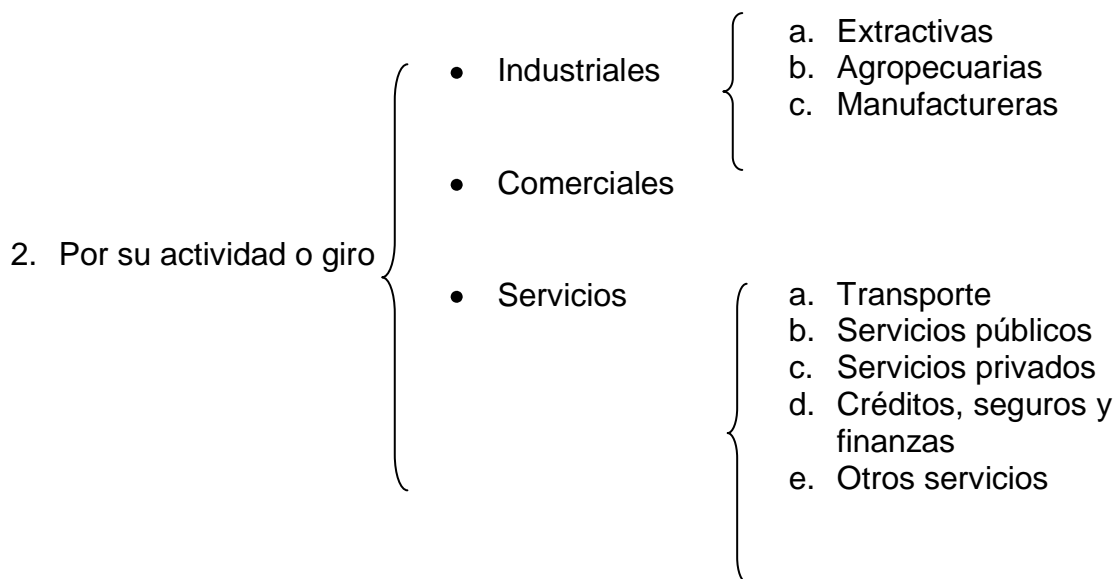 2. Por su actividad o giro
• Industriales
a. Extractivas
b. Agropecuarias
c. Manufactureras
• Comerciales
• Servicios
a. Transporte
b. Servicios públicos
c. Servicios privados
d. Créditos, seguros y
finanzas
e. Otros servicios